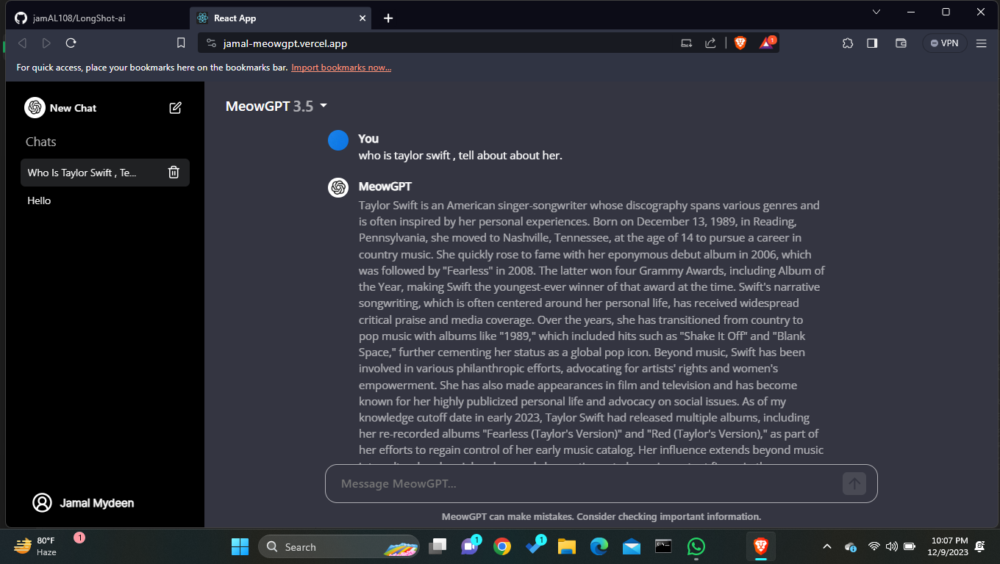 jamAL108/LongShot-ai
React App
jamal-meowgpt.vercel.app
1
VPN
For quick access, place your bookmarks here on the bookmarks bar. Import bookmarks now...
New Chat
Chats
Who Is Taylor Swift , Te...
Hello
Jamal Mydeen
MeowGPT 3.5
You
who is taylor swift , tell about about her.
MeowGPT
Taylor Swift is an American singer-songwriter whose discography spans various genres and
is often inspired by her personal experiences. Born on December 13, 1989, in Reading,
Pennsylvania, she moved to Nashville, Tennessee, at the age of 14 to pursue a career in
country music. She quickly rose to fame with her eponymous debut album in 2006, which
was followed by "Fearless" in 2008. The latter won four Grammy Awards, including Album of
the Year, making Swift the youngest-ever winner of that award at the time. Swift's narrative
songwriting, which is often centered around her personal life, has received widespread
critical praise and media coverage. Over the years, she has transitioned from country to
pop music with albums like "1989," which included hits such as "Shake It Off" and "Blank
Space," further cementing her status as a global pop icon. Beyond music, Swift has been
involved in various philanthropic efforts, advocating for artists' rights and women's
empowerment. She has also made appearances in film and television and has become
known for her highly publicized personal life and advocacy on social issues. As of my
knowledge cutoff date in early 2023, Taylor Swift had released multiple albums, including
her re-recorded albums "Fearless (Taylor's Version)" and "Red (Taylor's Version)," as part of
her efforts to regain control of her early music catalog. Her influence extends beyond music
Message MeowGPT...
MeowGPT can make mistakes. Consider checking important information.
80°F
Haze
1
Search
1
1
10:07 PM
12/9/2023